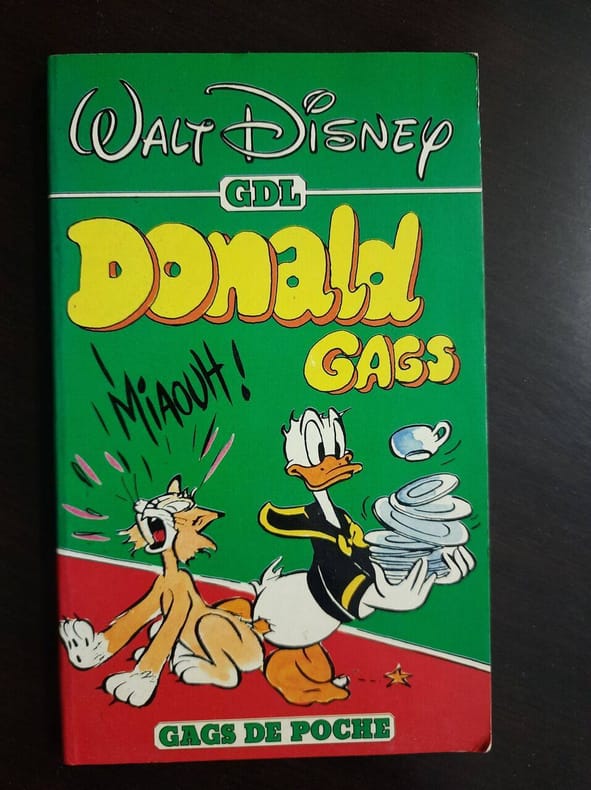 WALT DISNEY
GDL
Donald
GAGS
MIAOUH!
GAGS DE POCHE